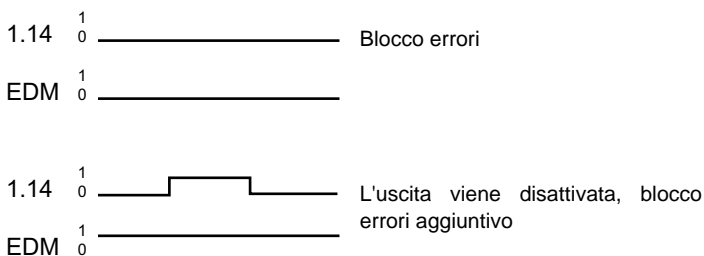 1.14 1 0 Blocco errori
EDM 1 0
1.14 1 0 L'uscita viene disattivata, blocco
errori aggiuntivo
EDM 1 0